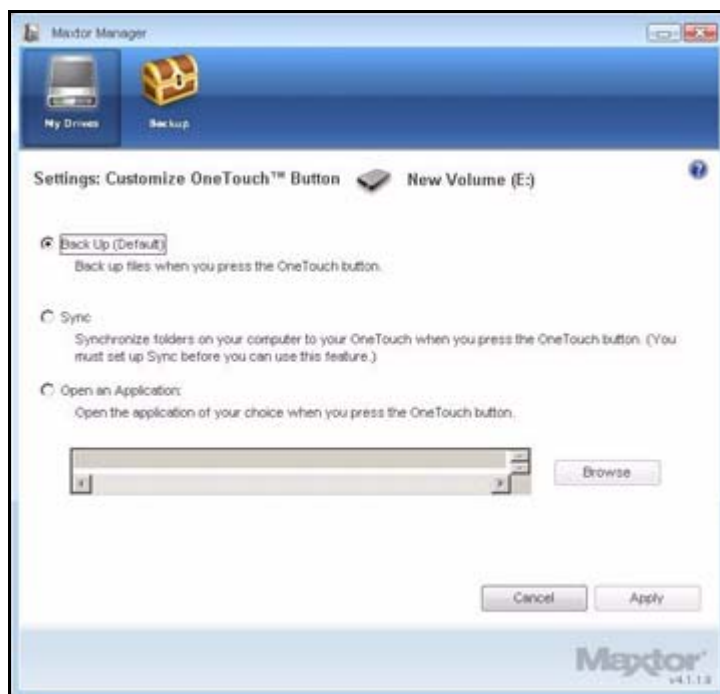 Maxtor Manager
My Drives
Backup
Settings: Customize OneTouch™ Button
New Volume (E:)
Back Up (Default)
Back up files when you press the OneTouch button.
Sync
Synchronize folders on your computer to your OneTouch when you press the OneTouch button. (You
must set up Sync before you can use this feature.)
Open an Application:
Open the application of your choice when you press the OneTouch button.
Browse
Cancel
Apply
Maxtor